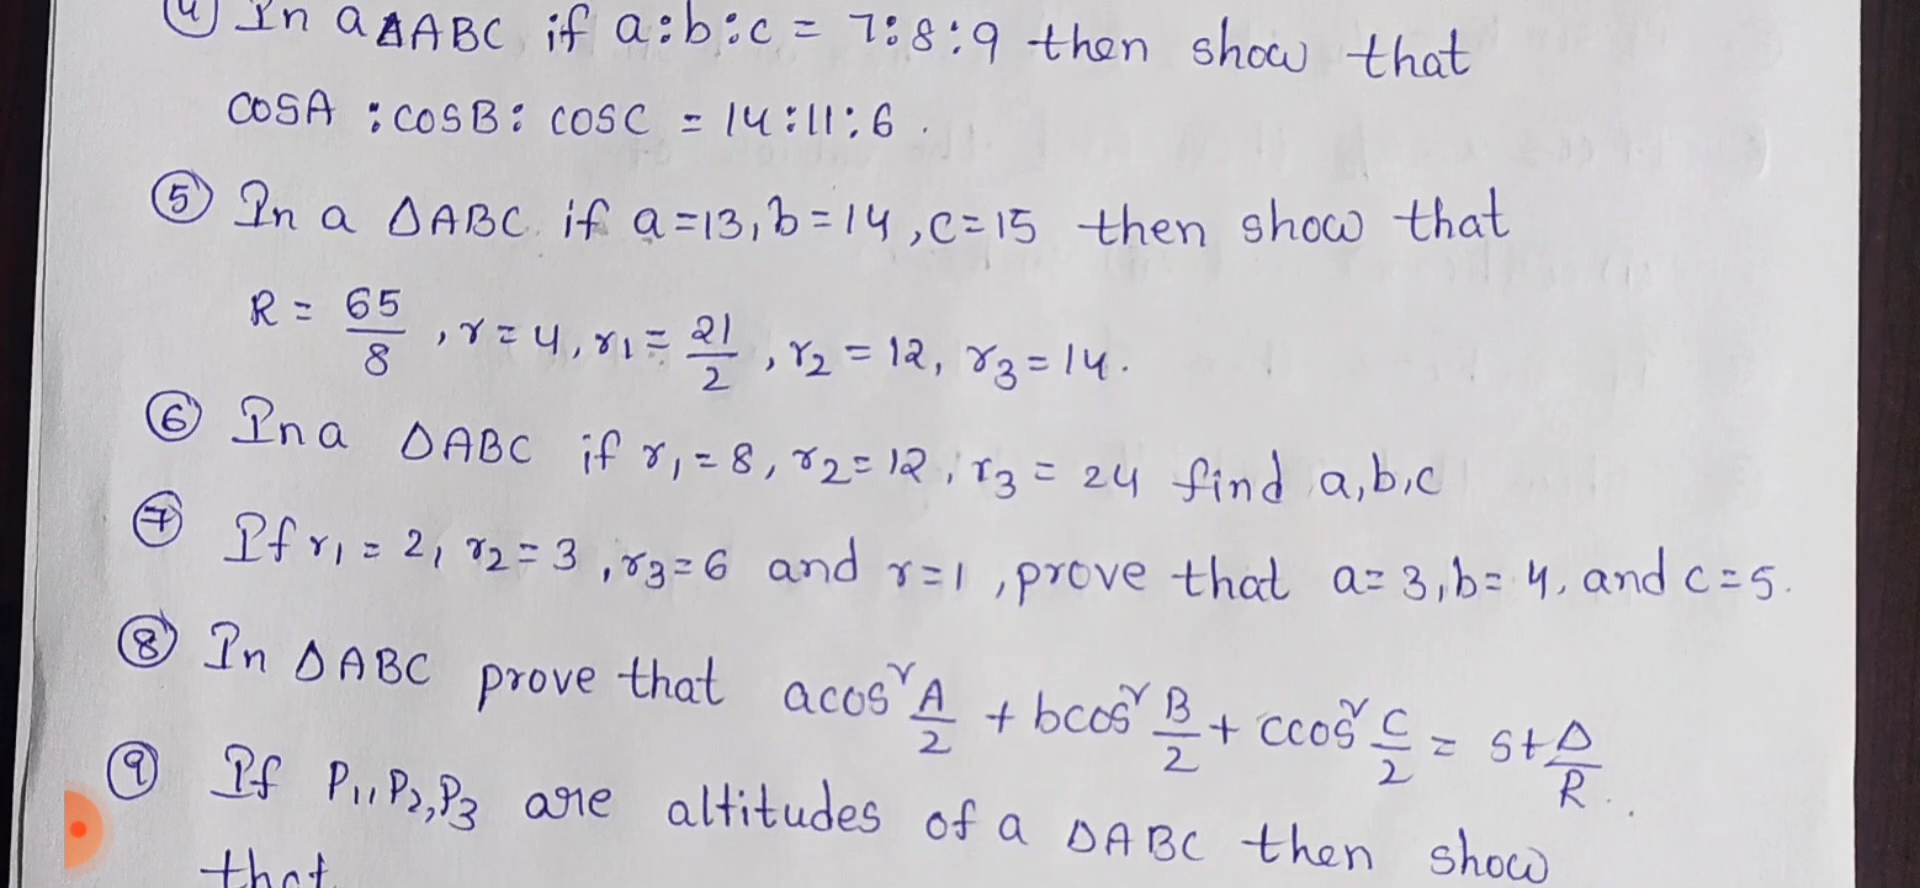 ④ In a ΔABC if a:b:c = 7:8:9 then show that
cosA : cosB : cosC = 14:11:6.
⑤ In a ΔABC if a=13, b=14, c=15 then show that
R = 65/8, r=4, r₁ = 21/2, r₂ = 12, r₃ = 14.
⑥ In a ΔABC if r₁=8, r₂=12, r₃ = 24 find a,b,c
⑦ If r₁ = 2, r₂ = 3, r₃=6 and r=1, prove that a=3, b=4, and c=5.
⑧ In ΔABC prove that acos² A/2 + bcos² B/2 + ccos² C/2 = s+Δ/R.
⑨ If P₁, P₂, P₃ are altitudes of a ΔABC then show
that